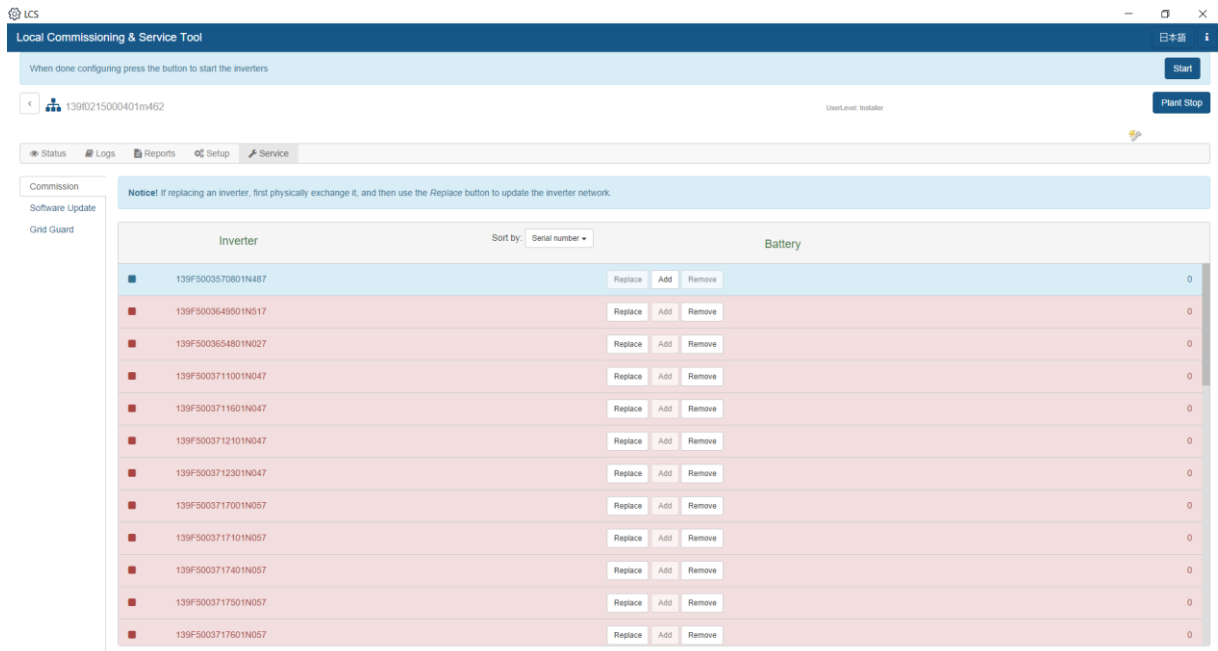 LCS
Local Commissioning & Service Tool 日本語 i
When done configuring press the button to start the inverters Start
139f0215000401m462 UserLevel: Installer Plant Stop
Status Logs Reports Setup Service
Commission
Software Update
Grid Guard
Notice! If replacing an inverter, first physically exchange it, and then use the Replace button to update the inverter network.
Inverter Sort by: Serial number Battery
139F5003570801N487 Replace Add Remove 0
139F5003649501N517 Replace Add Remove 0
139F5003654801N027 Replace Add Remove 0
139F5003711001N047 Replace Add Remove 0
139F5003711601N047 Replace Add Remove 0
139F5003712101N047 Replace Add Remove 0
139F5003712301N047 Replace Add Remove 0
139F5003717001N057 Replace Add Remove 0
139F5003717101N057 Replace Add Remove 0
139F5003717401N057 Replace Add Remove 0
139F5003717501N057 Replace Add Remove 0
139F5003717601N057 Replace Add Remove 0